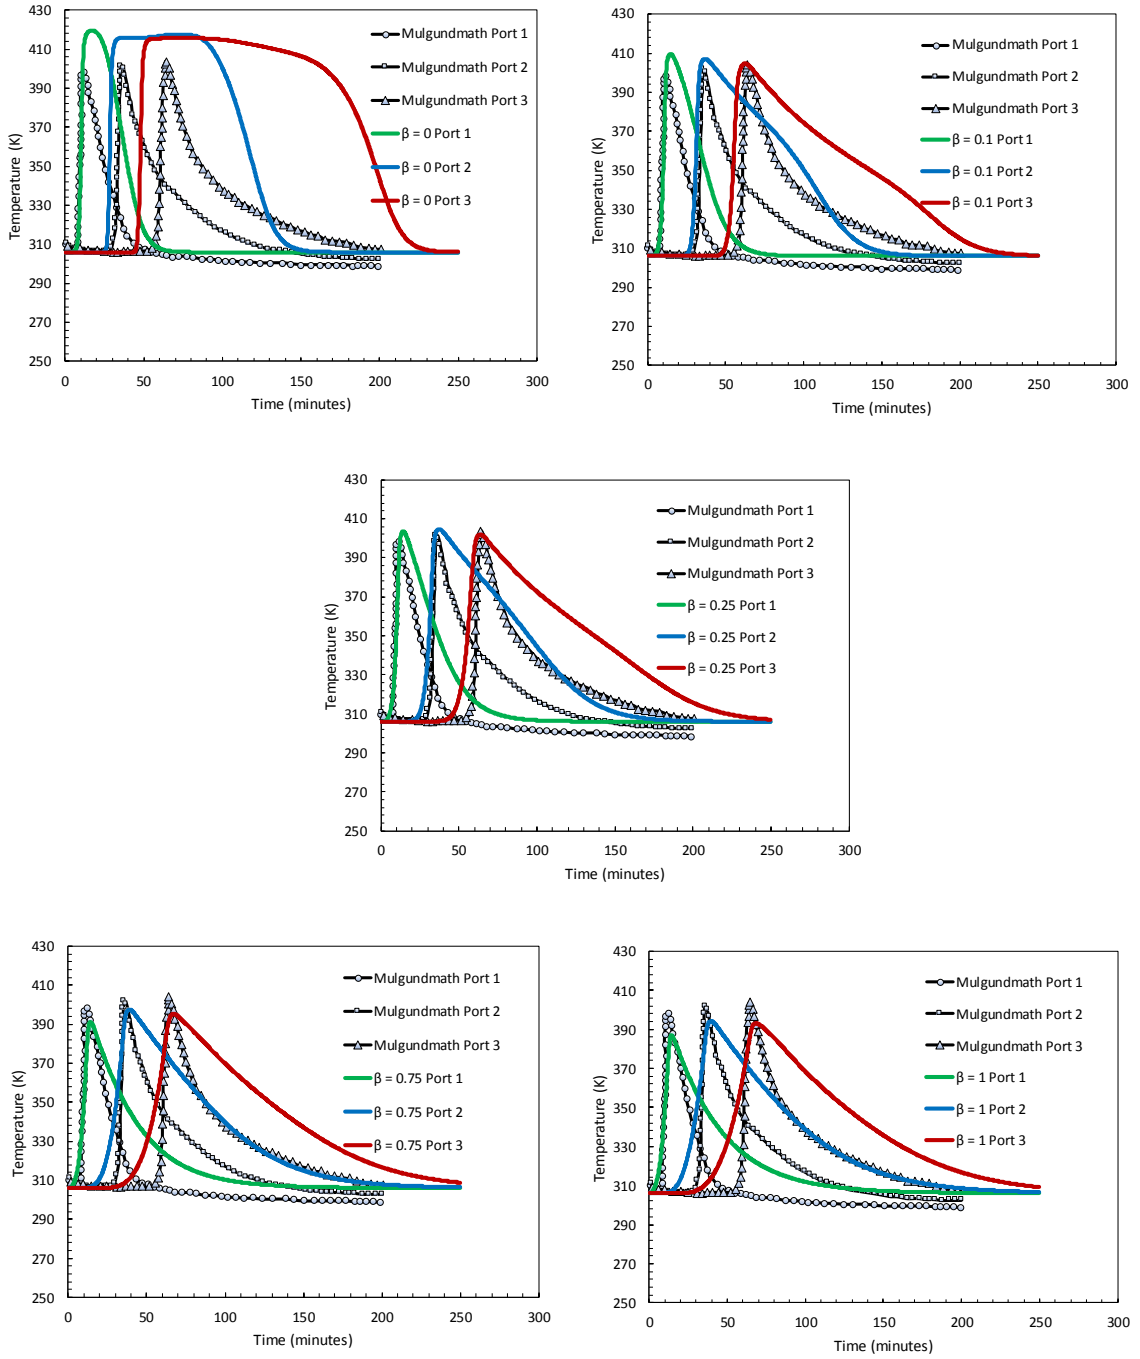 430
410
390
370
350
330
310
290
270
250
Temperature (K)
0 50 100 150 200 250 300
Time (minutes)
Mulgundmath Port 1
Mulgundmath Port 2
Mulgundmath Port 3
β = 0 Port 1
β = 0 Port 2
β = 0 Port 3
430
410
390
370
350
330
310
290
270
250
Temperature (K)
0 50 100 150 200 250 300
Time (minutes)
Mulgundmath Port 1
Mulgundmath Port 2
Mulgundmath Port 3
β = 0.1 Port 1
β = 0.1 Port 2
β = 0.1 Port 3
430
410
390
370
350
330
310
290
270
250
Temperature (K)
0 50 100 150 200 250 300
Time (minutes)
Mulgundmath Port 1
Mulgundmath Port 2
Mulgundmath Port 3
β = 0.25 Port 1
β = 0.25 Port 2
β = 0.25 Port 3
430
410
390
370
350
330
310
290
270
250
Temperature (K)
0 50 100 150 200 250 300
Time (minutes)
Mulgundmath Port 1
Mulgundmath Port 2
Mulgundmath Port 3
β = 0.75 Port 1
β = 0.75 Port 2
β = 0.75 Port 3
430
410
390
370
350
330
310
290
270
250
Temperature (K)
0 50 100 150 200 250 300
Time (minutes)
Mulgundmath Port 1
Mulgundmath Port 2
Mulgundmath Port 3
β = 1 Port 1
β = 1 Port 2
β = 1 Port 3